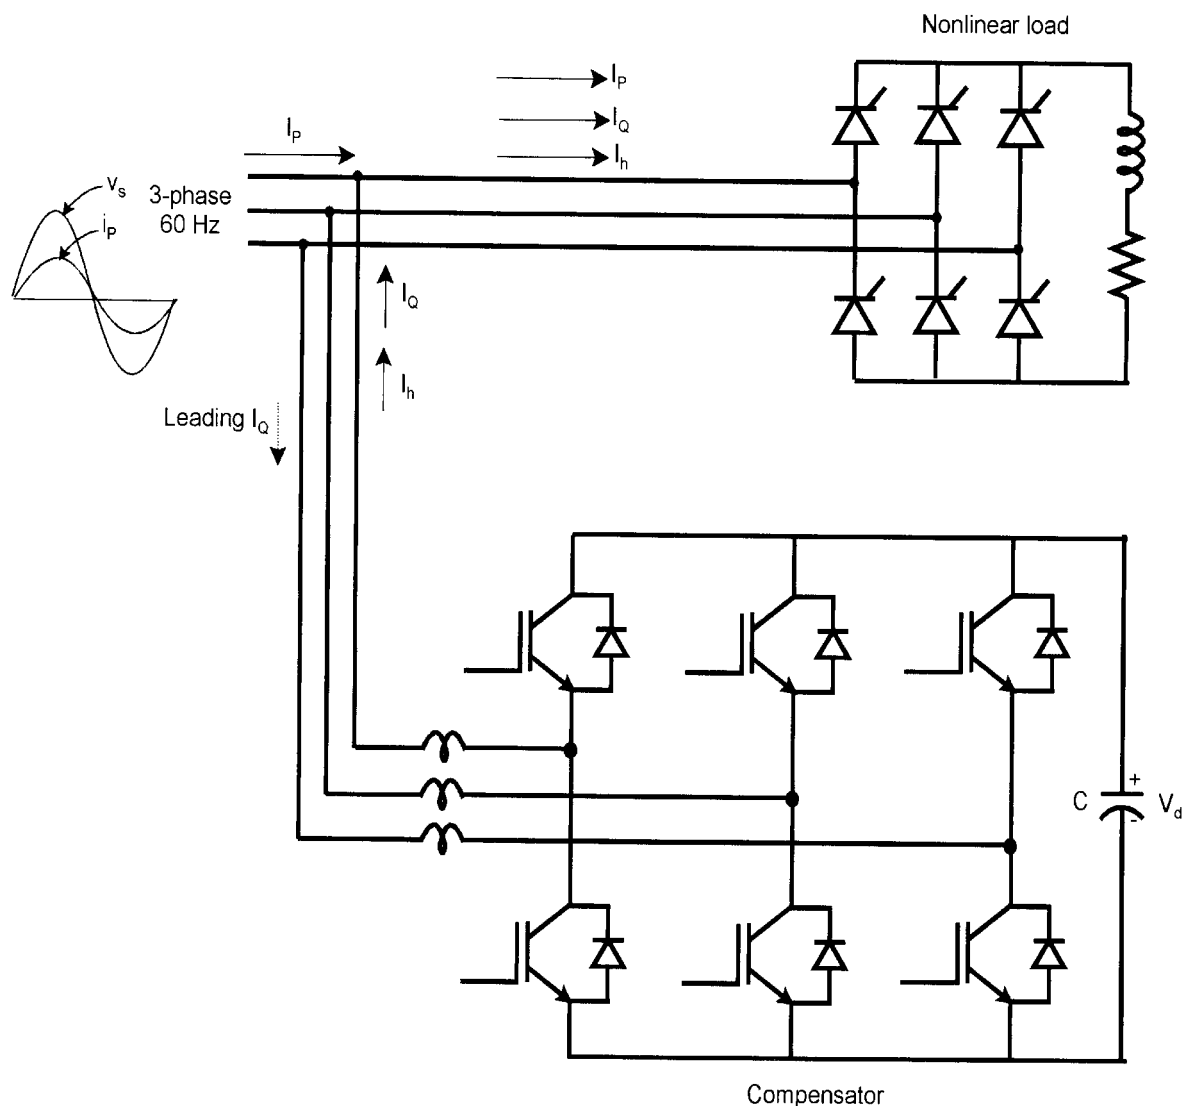 Nonlinear load
I_P
I_Q
I_h
I_P
v_s
3-phase
60 Hz
i_P
I_Q
I_h
Leading I_Q
+
C
V_d
-
Compensator